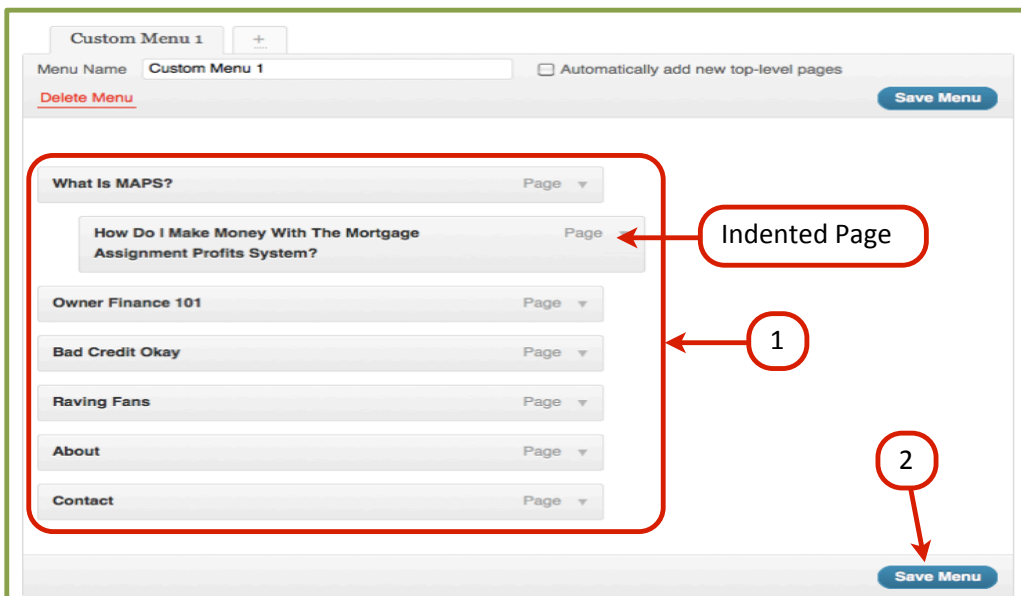 Custom Menu 1 +
Menu Name Custom Menu 1 Automatically add new top-level pages
Delete Menu Save Menu
What Is MAPS? Page
How Do I Make Money With The Mortgage Page
Assignment Profits System?
Indented Page
Owner Finance 101 Page
1
Bad Credit Okay Page
Raving Fans Page
About Page
2
Contact Page
Save Menu